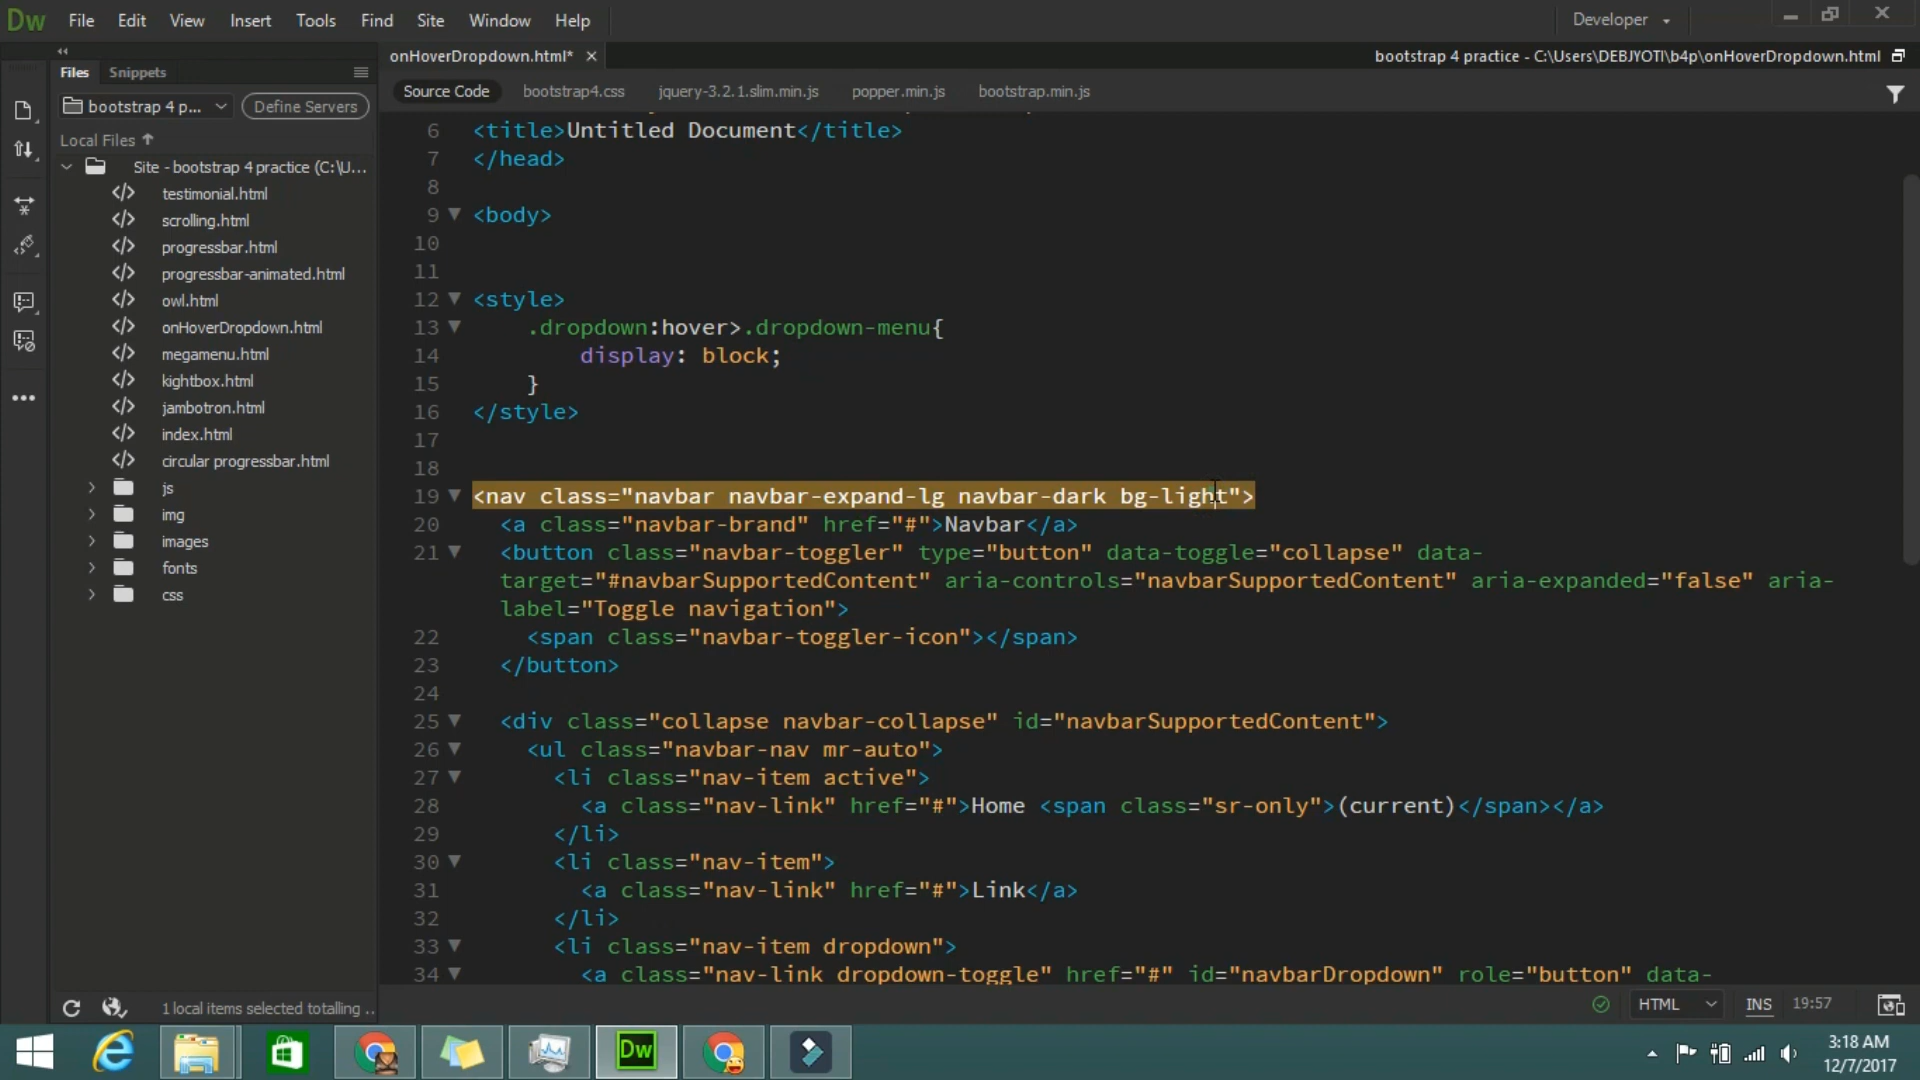 Dw File Edit View Insert Tools Find Site Window Help Developer
onHoverDropdown.html*
bootstrap 4 practice - C:\Users\DEBJYOTI\b4p\onHoverDropdown.html
Files Snippets
Source Code bootstrap4.css jquery-3.2.1.slim.min.js popper.min.js bootstrap.min.js
bootstrap 4 p... Define Servers
Local Files
Site - bootstrap 4 practice (C:\U...
testimonial.html
scrolling.html
progressbar.html
progressbar-animated.html
owl.html
onHoverDropdown.html
megamenu.html
kightbox.html
jambotron.html
index.html
circular progressbar.html
js
img
images
fonts
css
1 local items selected totalling ..
6 <title>Untitled Document</title>
7 </head>
8
9 <body>
10
11
12 <style>
13 .dropdown:hover>.dropdown-menu{
14 display: block;
15 }
16 </style>
17
18
19 <nav class="navbar navbar-expand-lg navbar-dark bg-light">
20 <a class="navbar-brand" href="#">Navbar</a>
21 <button class="navbar-toggler" type="button" data-toggle="collapse" data-
target="#navbarSupportedContent" aria-controls="navbarSupportedContent" aria-expanded="false" aria-
label="Toggle navigation">
22 <span class="navbar-toggler-icon"></span>
23 </button>
24
25 <div class="collapse navbar-collapse" id="navbarSupportedContent">
26 <ul class="navbar-nav mr-auto">
27 <li class="nav-item active">
28 <a class="nav-link" href="#">Home <span class="sr-only">(current)</span></a>
29 </li>
30 <li class="nav-item">
31 <a class="nav-link" href="#">Link</a>
32 </li>
33 <li class="nav-item dropdown">
34 <a class="nav-link dropdown-toggle" href="#" id="navbarDropdown" role="button" data-
HTML INS 19:57
Dw
3:18 AM
12/7/2017